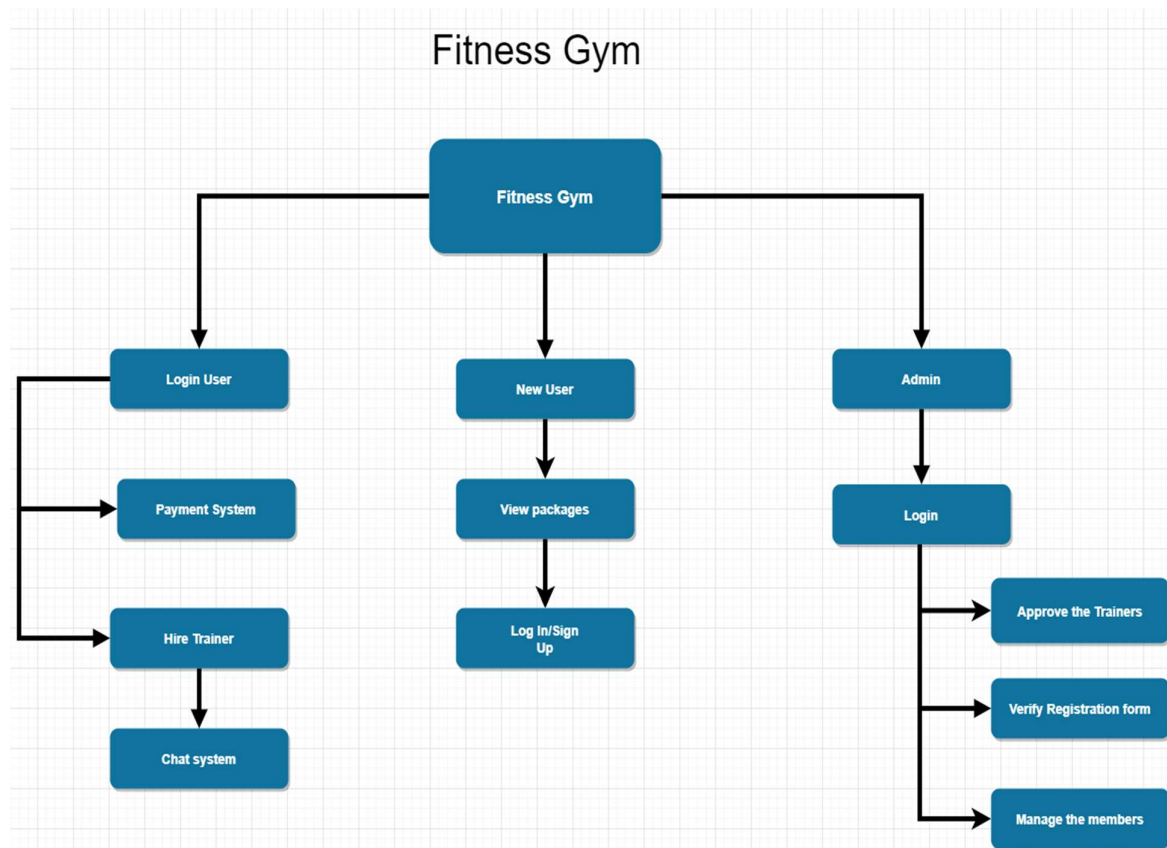 Fitness Gym
Fitness Gym
Login User
New User
Admin
Payment System
View packages
Login
Hire Trainer
Log In/Sign
Up
Approve the Trainers
Verify Registration form
Chat system
Manage the members